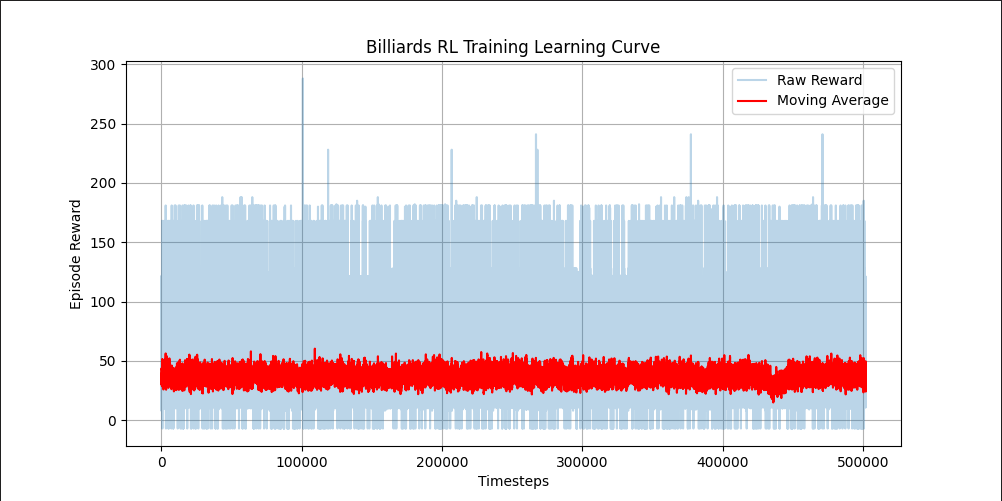 Billiards RL Training Learning Curve
Raw Reward
Moving Average
300
250
200
150
100
50
0
Episode Reward
0 100000 200000 300000 400000 500000
Timesteps